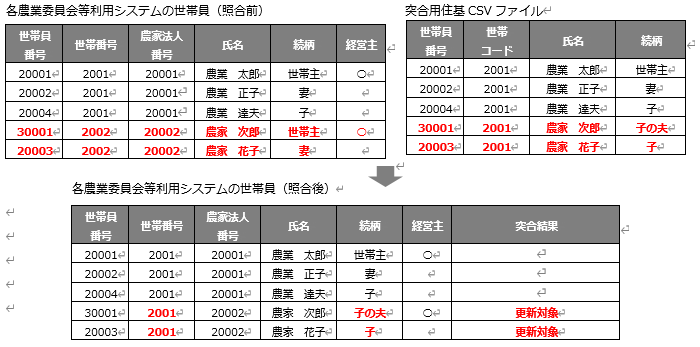 各農業委員会等利用システムの世帯員（照合前）
世帯員番号 世帯番号 農家法人番号 氏名 続柄 経営主
20001 2001 20001 農業 太郎 世帯主 ○
20002 2001 20001 農業 正子 妻
20004 2001 20001 農業 達夫 子
30001 2002 20002 農家 次郎 世帯主 ○
20003 2002 20002 農家 花子 妻
突合用住基CSVファイル
世帯員番号 世帯コード 氏名 続柄
20001 2001 農業 太郎 世帯主
20002 2001 農業 正子 妻
20004 2001 農業 達夫 子
30001 2001 農家 次郎 子の夫
20003 2001 農家 花子 子
各農業委員会等利用システムの世帯員（照合後）
世帯員番号 世帯番号 農家法人番号 氏名 続柄 経営主 突合結果
20001 2001 20001 農業 太郎 世帯主 ○
20002 2001 20001 農業 正子 妻
20004 2001 20001 農業 達夫 子
30001 2001 20002 農家 次郎 子の夫 ○ 更新対象
20003 2001 20002 農家 花子 子 更新対象